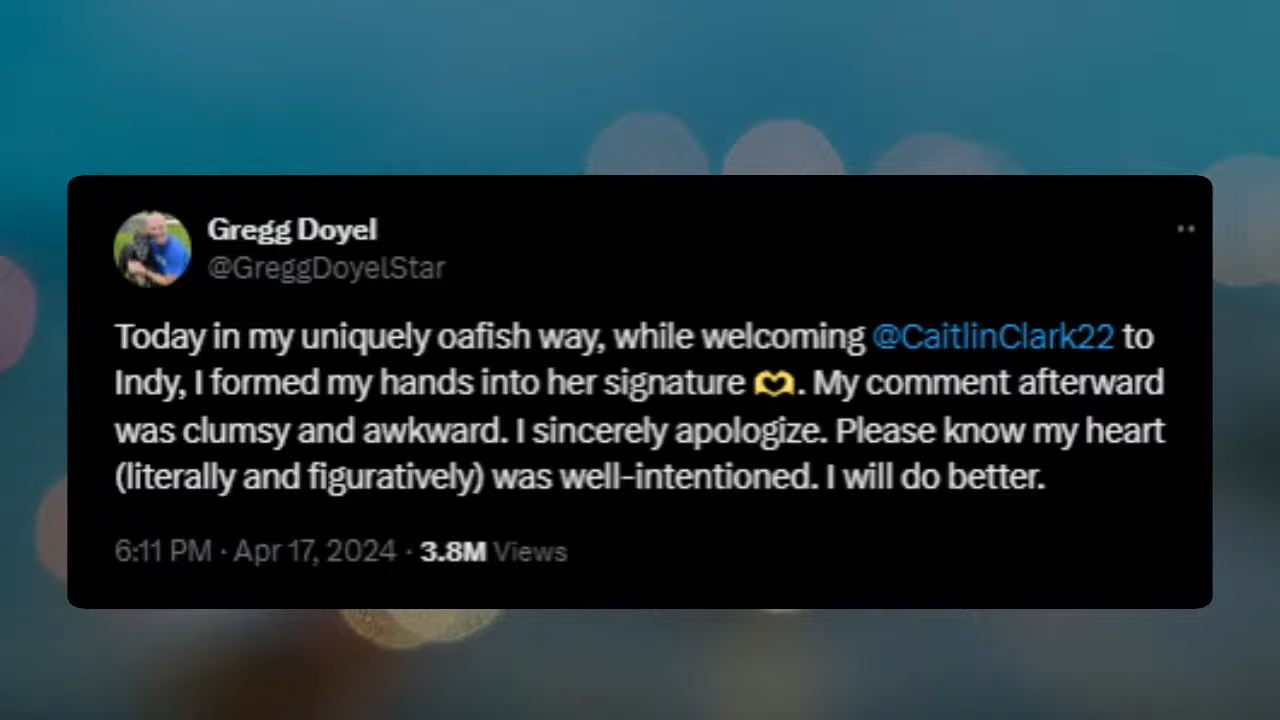 Gregg Doyel
@GreggDoyelStar
Today in my uniquely oafish way, while welcoming @CaitlinClark22 to
Indy, I formed my hands into her signature 🫶. My comment afterward
was clumsy and awkward. I sincerely apologize. Please know my heart
(literally and figuratively) was well-intentioned. I will do better.
6:11 PM · Apr 17, 2024 · 3.8M Views